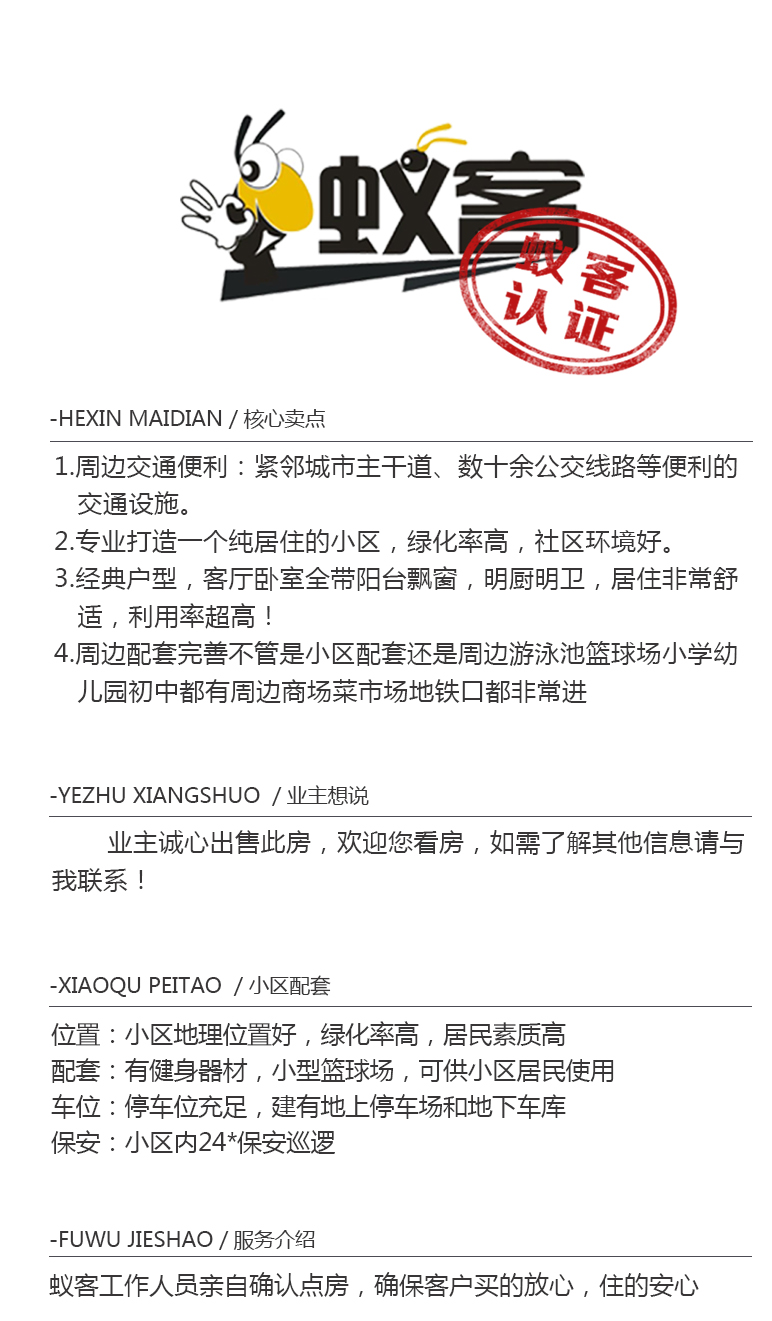 蚁客
蚁客
认证
-HEXIN MAIDIAN / 核心卖点
1.周边交通便利：紧邻城市主干道、数十余公交线路等便利的
交通设施。
2.专业打造一个纯居住的小区，绿化率高，社区环境好。
3.经典户型，客厅卧室全带阳台飘窗，明厨明卫，居住非常舒
适，利用率超高！
4.周边配套完善不管是小区配套还是周边游泳池篮球场小学幼
儿园初中都有周边商场菜市场地铁口都非常进
-YEZHU XIANGSHUO / 业主想说
业主诚心出售此房，欢迎您看房，如需了解其他信息请与
我联系！
-XIAOQU PEITAO / 小区配套
位置：小区地理位置好，绿化率高，居民素质高
配套：有健身器材，小型篮球场，可供小区居民使用
车位：停车位充足，建有地上停车场和地下车库
保安：小区内24*保安巡逻
-FUWU JIESHAO / 服务介绍
蚁客工作人员亲自确认点房，确保客户买的放心，住的安心